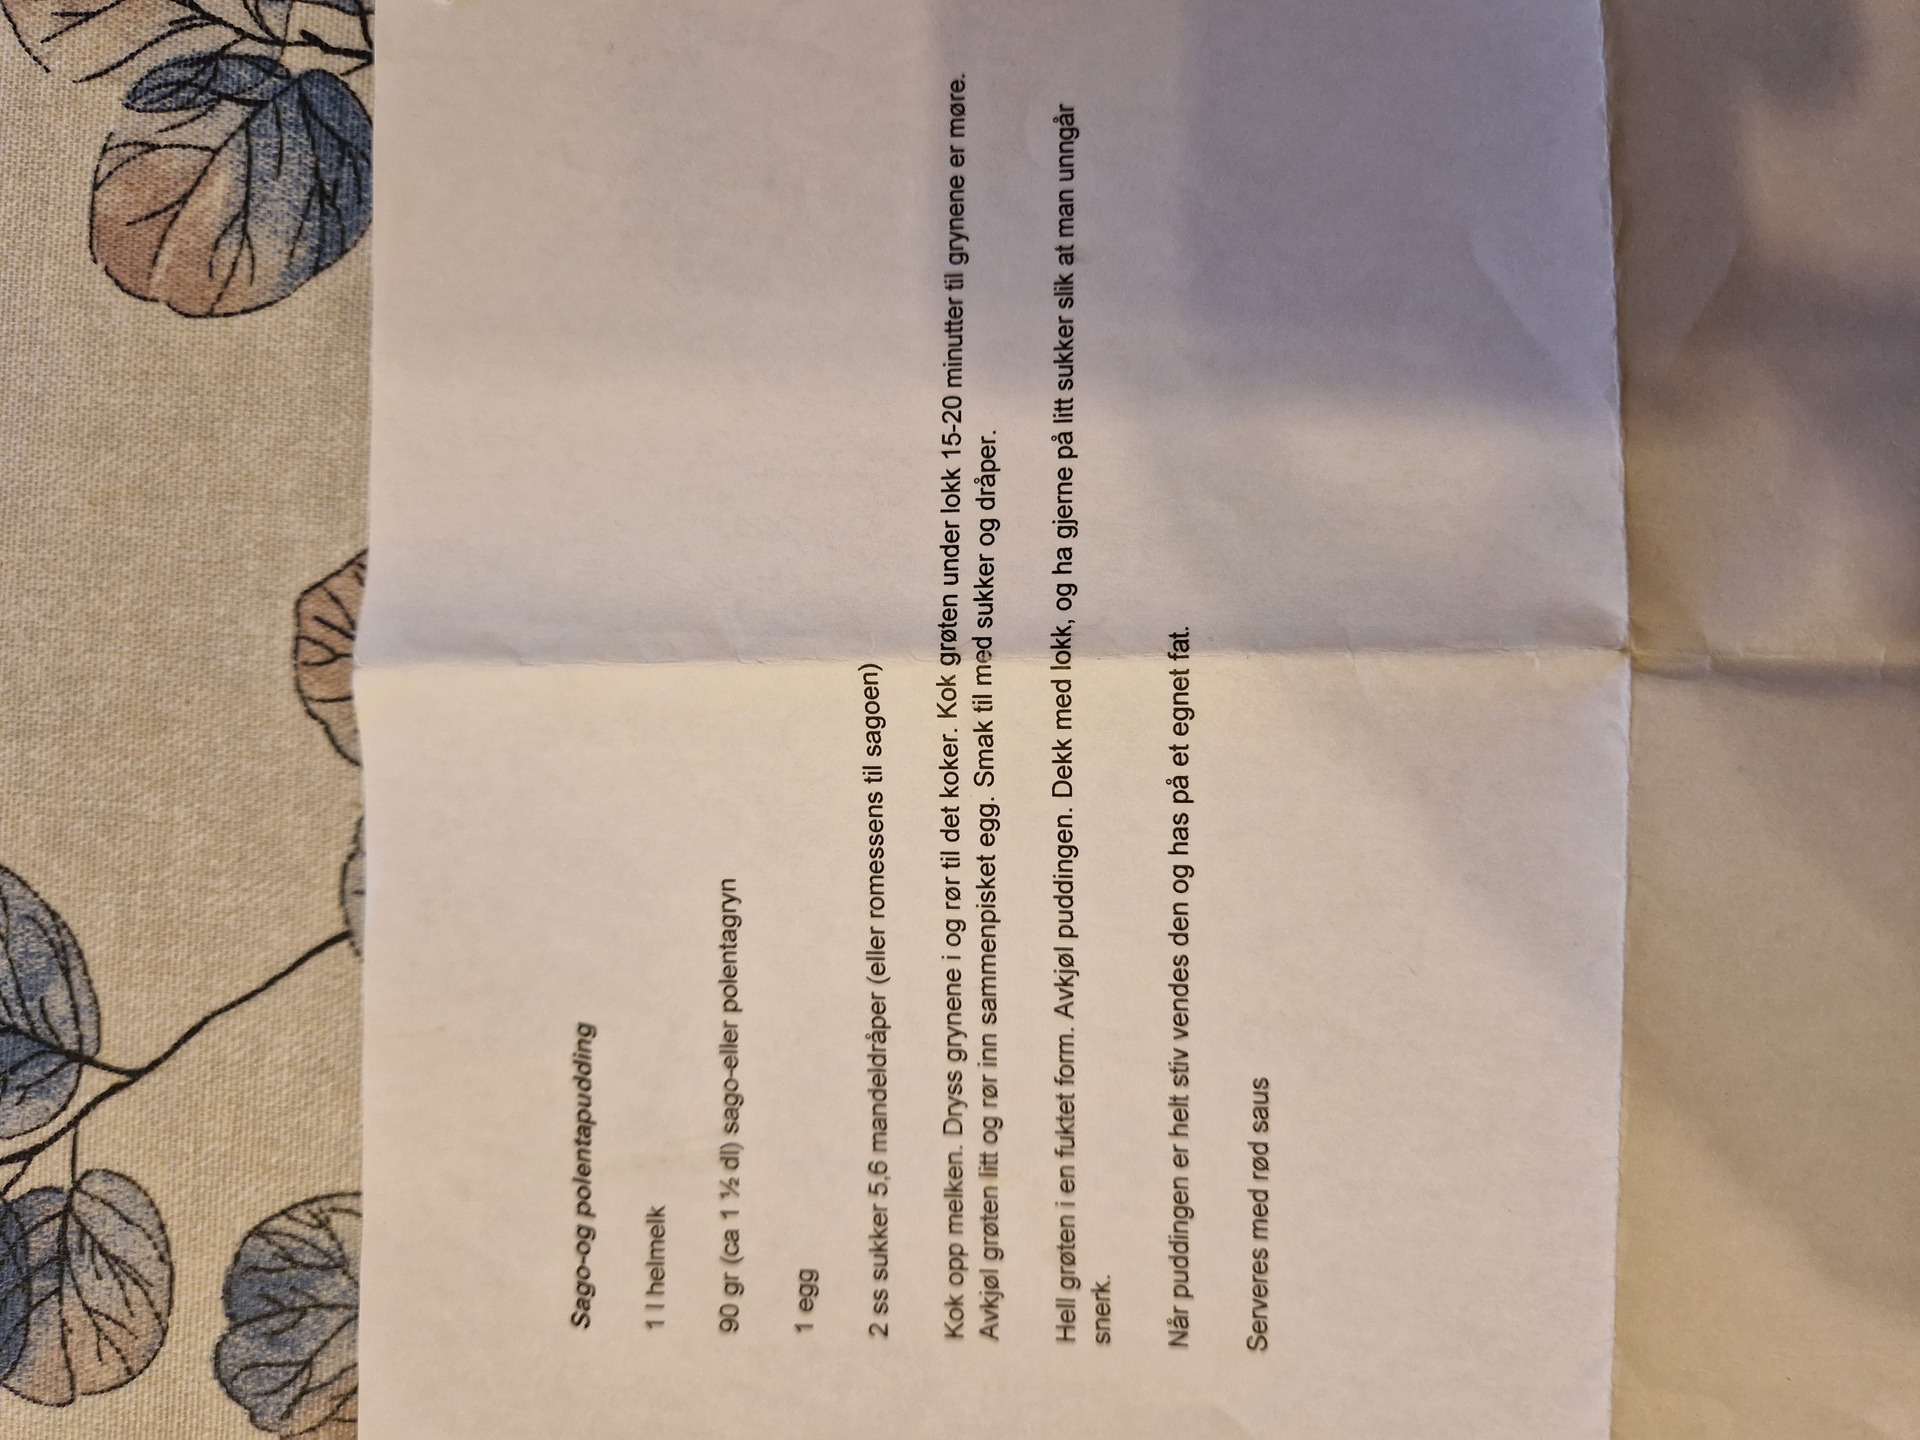 Sago-og polentapudding
1 l helmelk
90 gr (ca 1 ½ dl) sago-eller polentagryn
1 egg
2 ss sukker 5,6 mandeldråper (eller romessens til sagoen)
Kok opp melken. Dryss grynene i og rør til det koker. Kok grøten under lokk 15-20 minutter til grynene er møre.
Avkjøl grøten litt og rør inn sammenpisket egg. Smak til med sukker og dråper.
Hell grøten i en fuktet form. Avkjøl puddingen. Dekk med lokk, og ha gjerne på litt sukker slik at man unngår
snerk.
Når puddingen er helt stiv vendes den og has på et egnet fat.
Serveres med rød saus